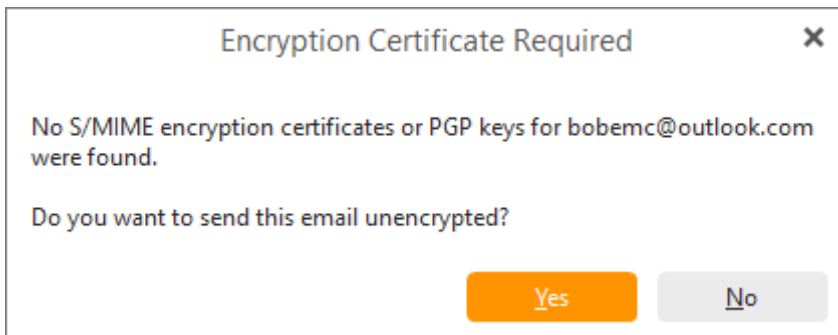 Encryption Certificate Required
No S/MIME encryption certificates or PGP keys for bobemc@outlook.com
were found.
Do you want to send this email unencrypted?
Yes
No